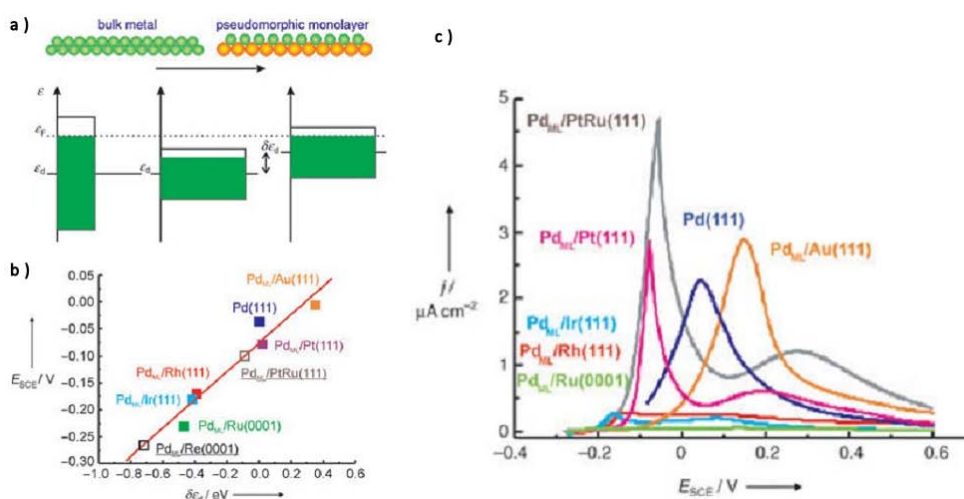 a )
bulk metal
pseudomorphic monolayer
ε
ε_F
ε_d
ε_d
δε_d
b )
0.05
0.00
−0.05
−0.10
−0.15
−0.20
−0.25
−0.30
E_SCE / V
Pd_ML/Au(111)
Pd(111)
Pd_ML/Pt(111)
Pd_ML/PtRu(111)
Pd_ML/Rh(111)
Pd_ML/Ir(111)
Pd_ML/Ru(0001)
Pd_ML/Re(0001)
−1.0 −0.8 −0.6 −0.4 −0.2 0.0 0.2 0.4 0.6
δε_d / eV
c )
5
4
3
2
1
0
j /
μA cm⁻²
Pd_ML/PtRu(111)
Pd(111)
Pd_ML/Pt(111)
Pd_ML/Au(111)
Pd_ML/Ir(111)
Pd_ML/Rh(111)
Pd_ML/Ru(0001)
−0.4 −0.2 0 0.2 0.4 0.6
E_SCE / V